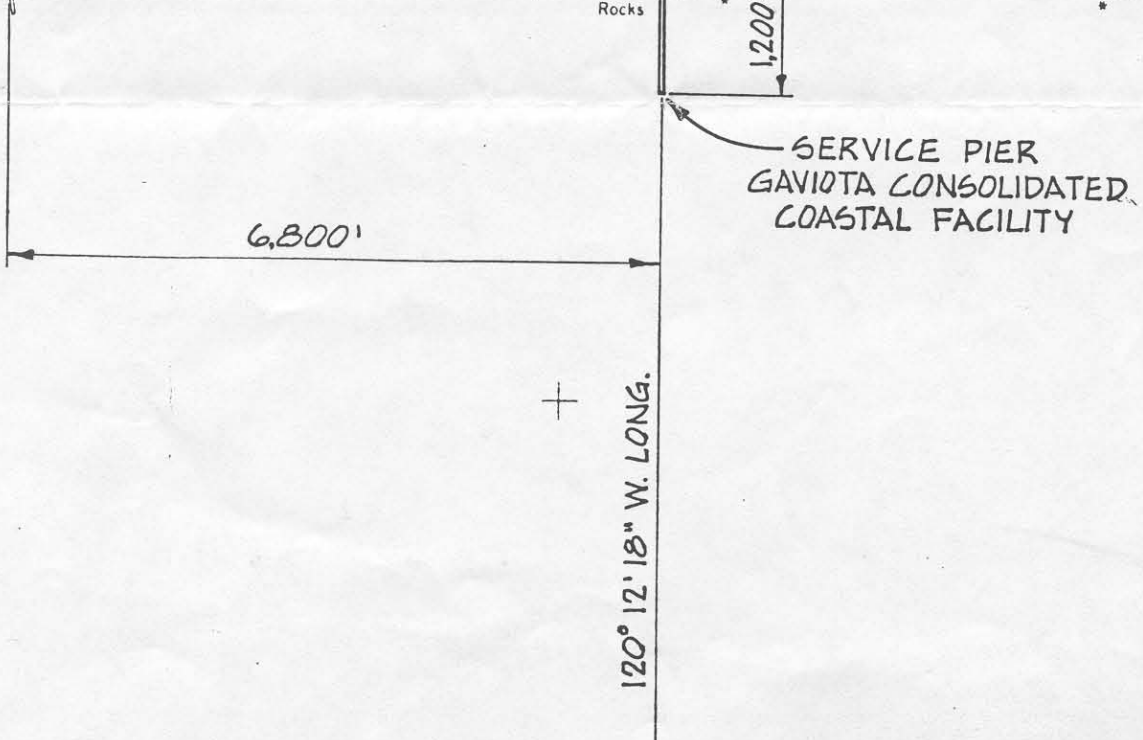 Rocks
1,200
SERVICE PIER
GAVIOTA CONSOLIDATED
COASTAL FACILITY
6,800'
120° 12' 18" W. LONG.